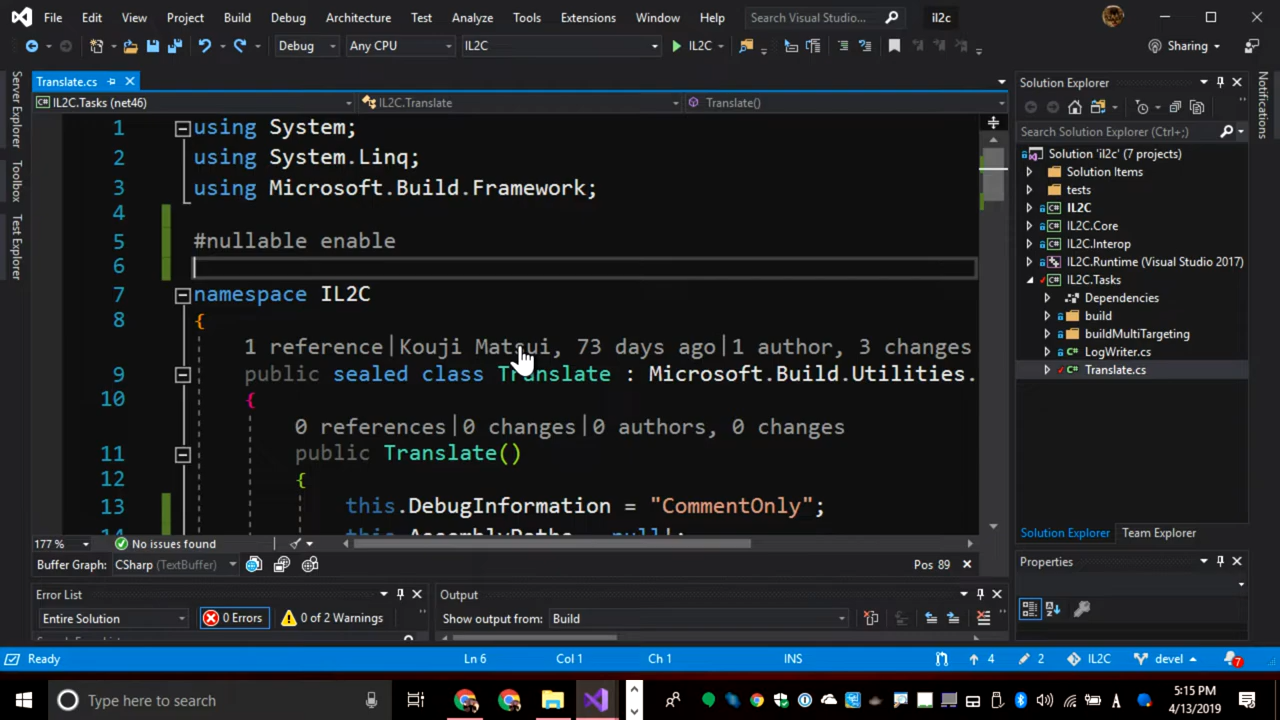 File Edit View Project Build Debug Architecture Test Analyze Tools Extensions Window Help Search Visual Studio... il2c
Debug Any CPU IL2C IL2C Sharing
Server Explorer
Toolbox
Test Explorer
Translate.cs
IL2C.Tasks (net46) IL2C.Translate Translate()
1 using System;
2 using System.Linq;
3 using Microsoft.Build.Framework;
4
5 #nullable enable
6
7 namespace IL2C
8 {
1 reference|Kouji Matsui, 73 days ago|1 author, 3 changes
9 public sealed class Translate : Microsoft.Build.Utilities.
10 {
0 references|0 changes|0 authors, 0 changes
11 public Translate()
12 {
13 this.DebugInformation = "CommentOnly";
177 % No issues found
Buffer Graph: CSharp (TextBuffer) Pos 89
Error List
Entire Solution 0 Errors 0 of 2 Warnings
Output
Show output from: Build
Solution Explorer
Search Solution Explorer (Ctrl+;)
Solution 'il2c' (7 projects)
Solution Items
tests
IL2C
IL2C.Core
IL2C.Interop
IL2C.Runtime (Visual Studio 2017)
IL2C.Tasks
Dependencies
build
buildMultiTargeting
LogWriter.cs
Translate.cs
Solution Explorer Team Explorer
Properties
Notifications
Ready Ln 6 Col 1 Ch 1 INS 4 2 IL2C devel 7
Type here to search
5:15 PM
4/13/2019